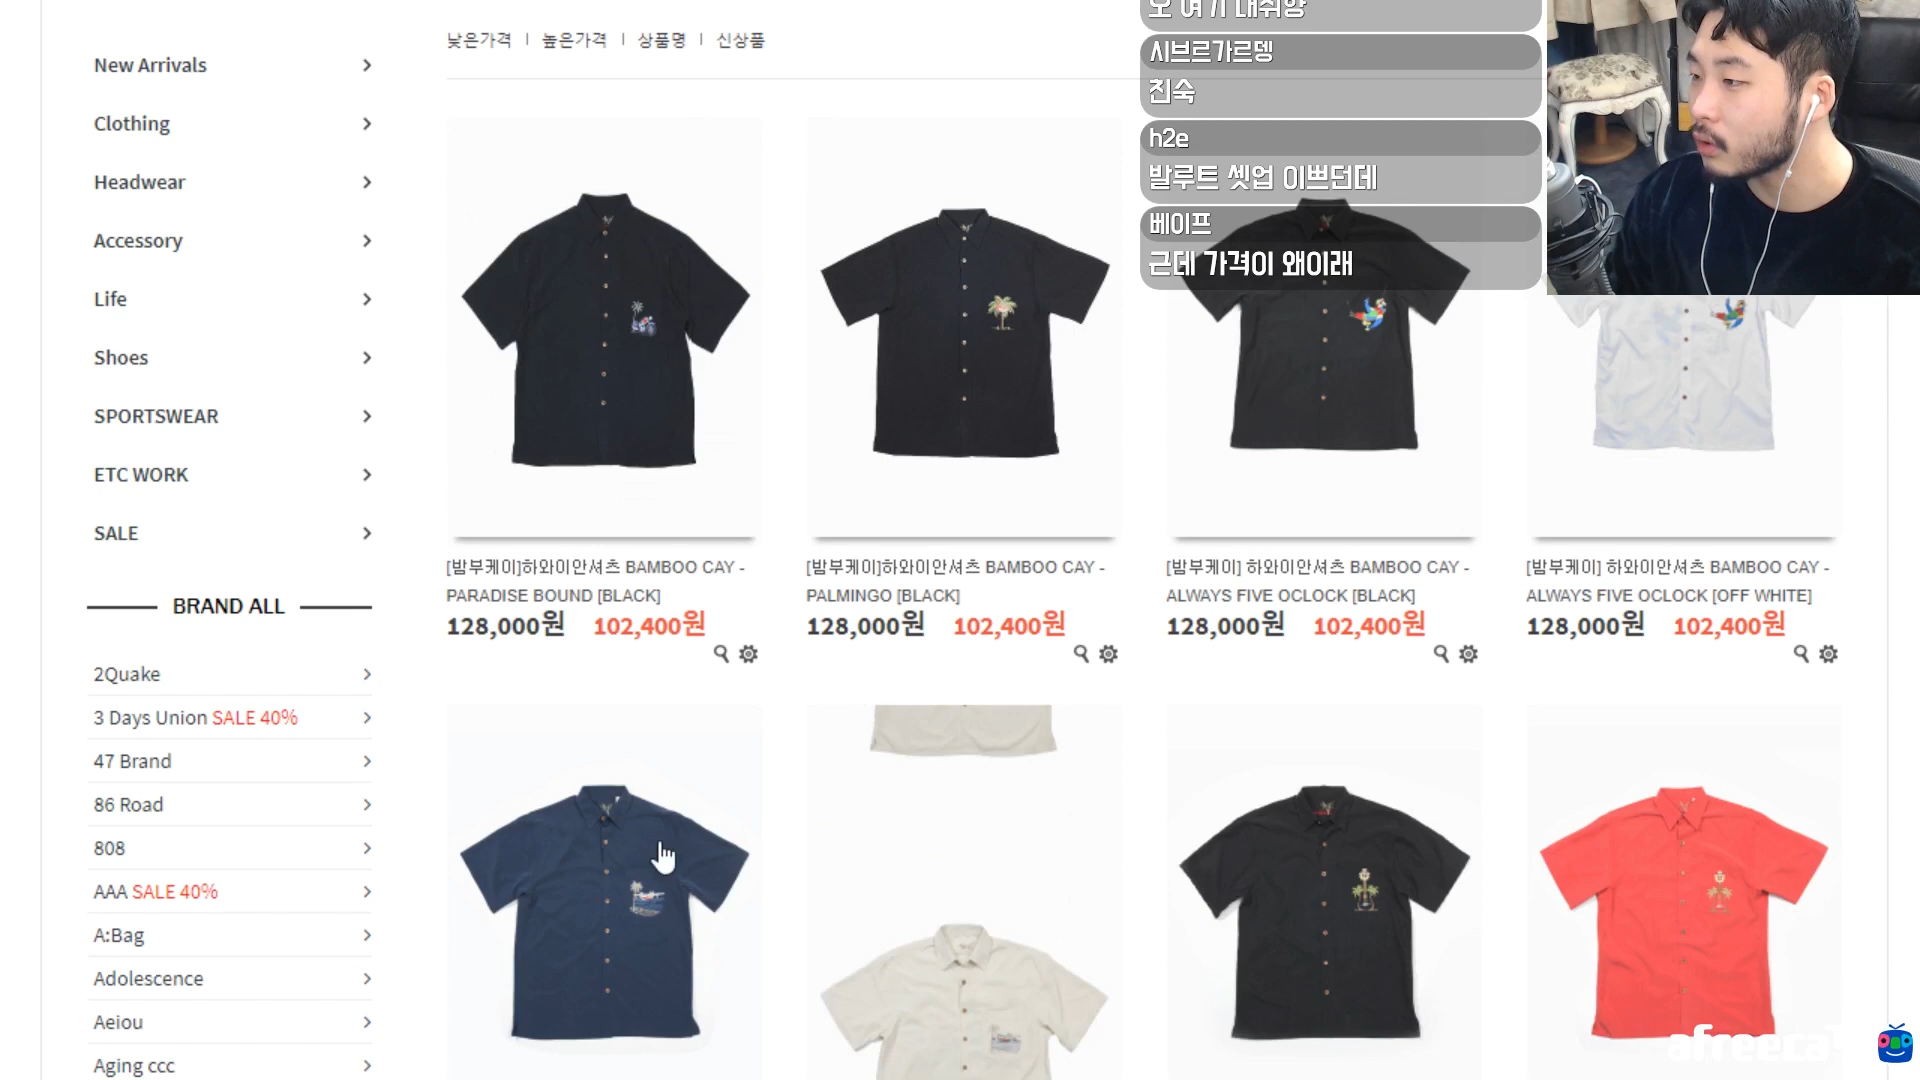 New Arrivals
Clothing
Headwear
Accessory
Life
Shoes
SPORTSWEAR
ETC WORK
SALE
BRAND ALL
2Quake
3 Days Union SALE 40%
47 Brand
86 Road
808
AAA SALE 40%
A:Bag
Adolescence
Aeiou
Aging ccc
낮은가격 | 높은가격 | 상품명 | 신상품
오 여기 내취향
시브르가르뎅
진숙
h2e
발루트 셋업 이쁘던데
베이프
근데 가격이 왜이래
[밤부케이]하와이안셔츠 BAMBOO CAY -
PARADISE BOUND [BLACK]
128,000원 102,400원
[밤부케이]하와이안셔츠 BAMBOO CAY -
PALMINGO [BLACK]
128,000원 102,400원
[밤부케이] 하와이안셔츠 BAMBOO CAY -
ALWAYS FIVE OCLOCK [BLACK]
128,000원 102,400원
[밤부케이] 하와이안셔츠 BAMBOO CAY -
ALWAYS FIVE OCLOCK [OFF WHITE]
128,000원 102,400원